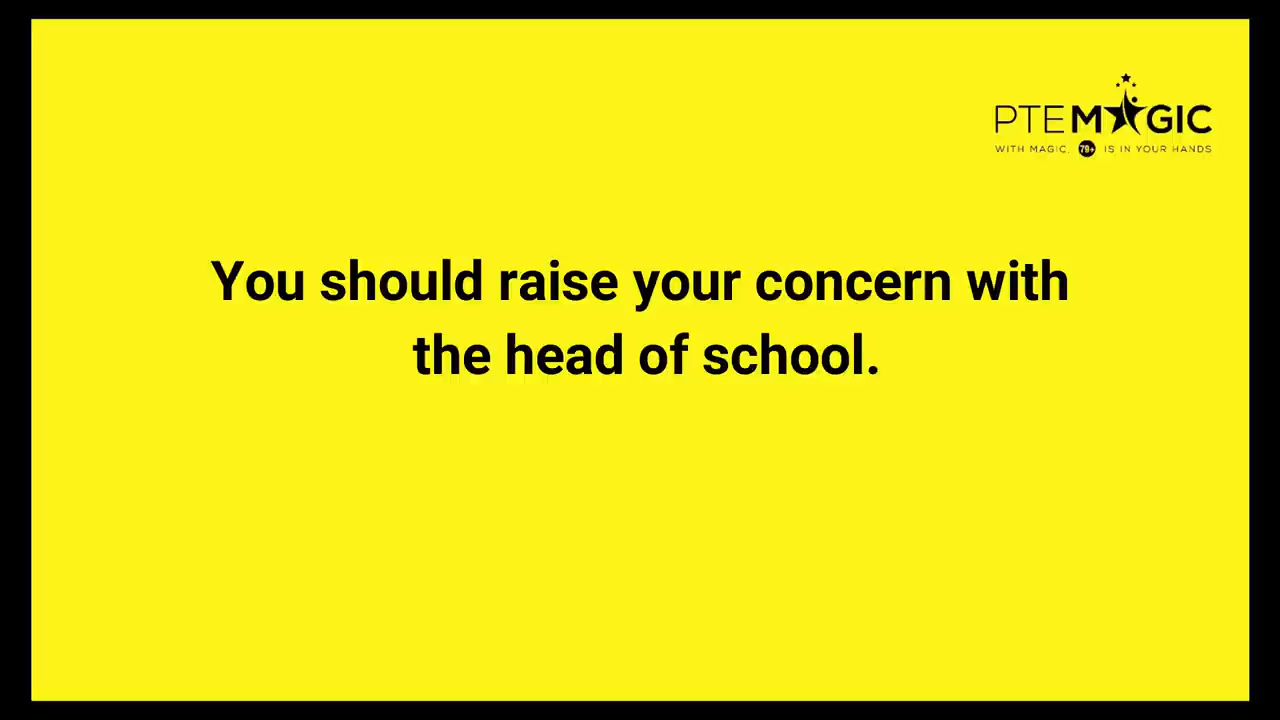 PTEMAGIC
WITH MAGIC, 79+ IS IN YOUR HANDS
You should raise your concern with
the head of school.